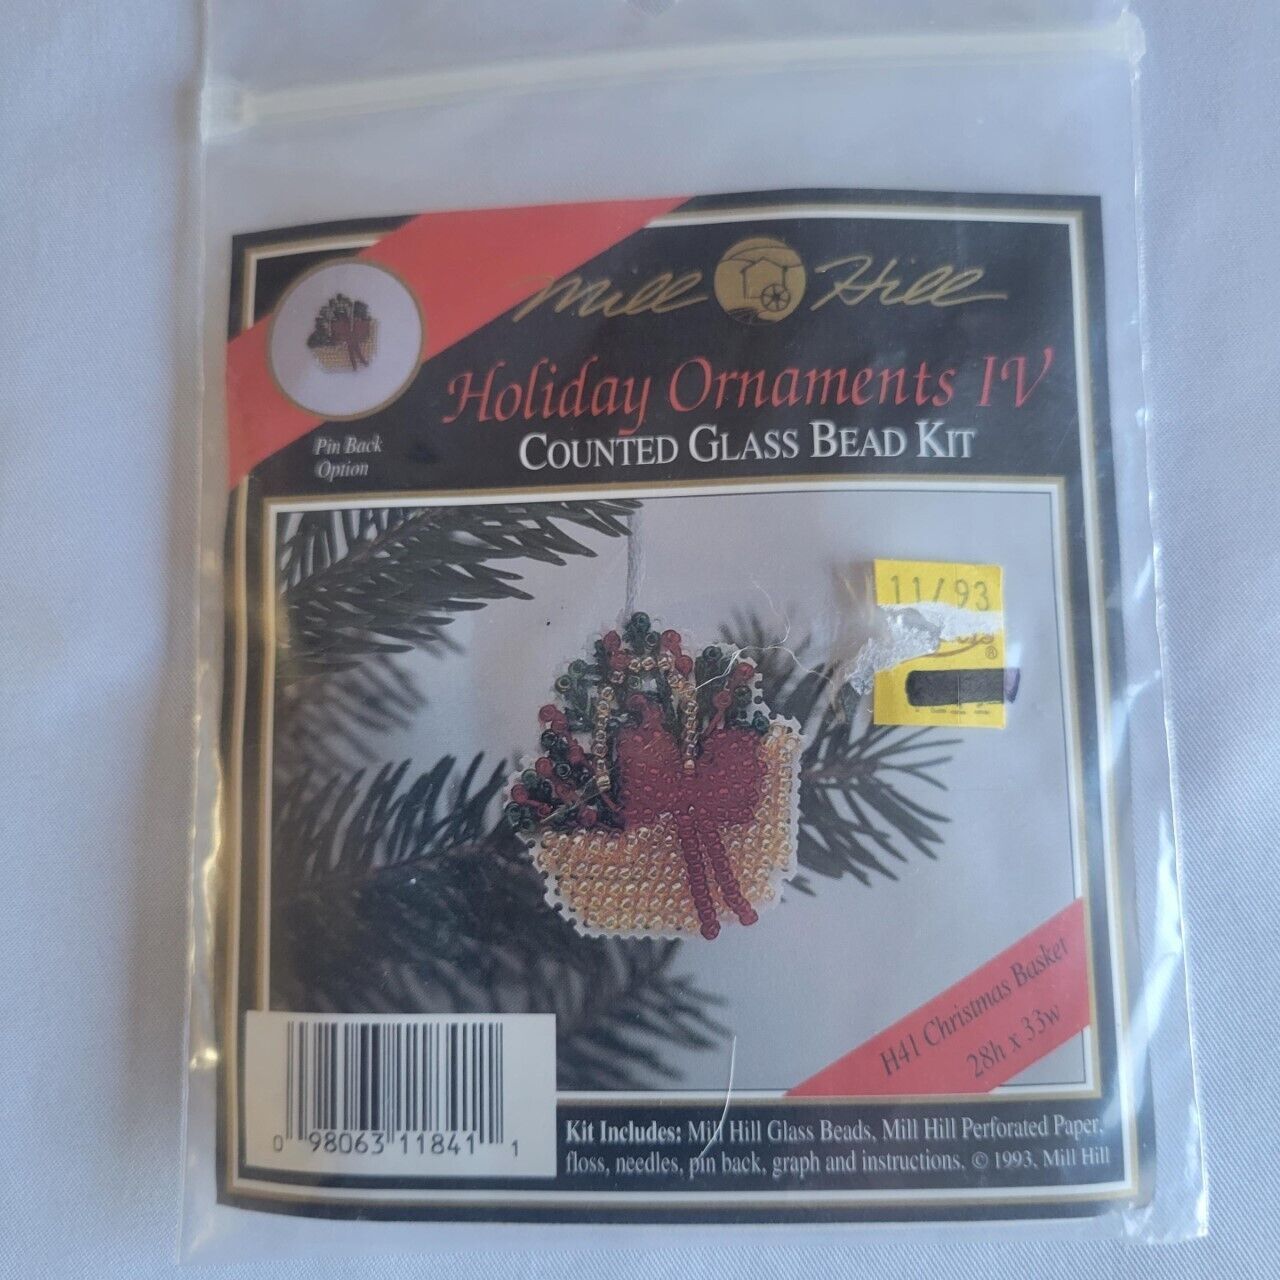 Mill Hill
Holiday Ornaments IV
COUNTED GLASS BEAD KIT
Pin Back
Option
11/93
®
H41 Christmas Basket
28h x 33w
0 98063 11841 1
Kit Includes: Mill Hill Glass Beads, Mill Hill Perforated Paper,
floss, needles, pin back, graph and instructions. © 1993, Mill Hill